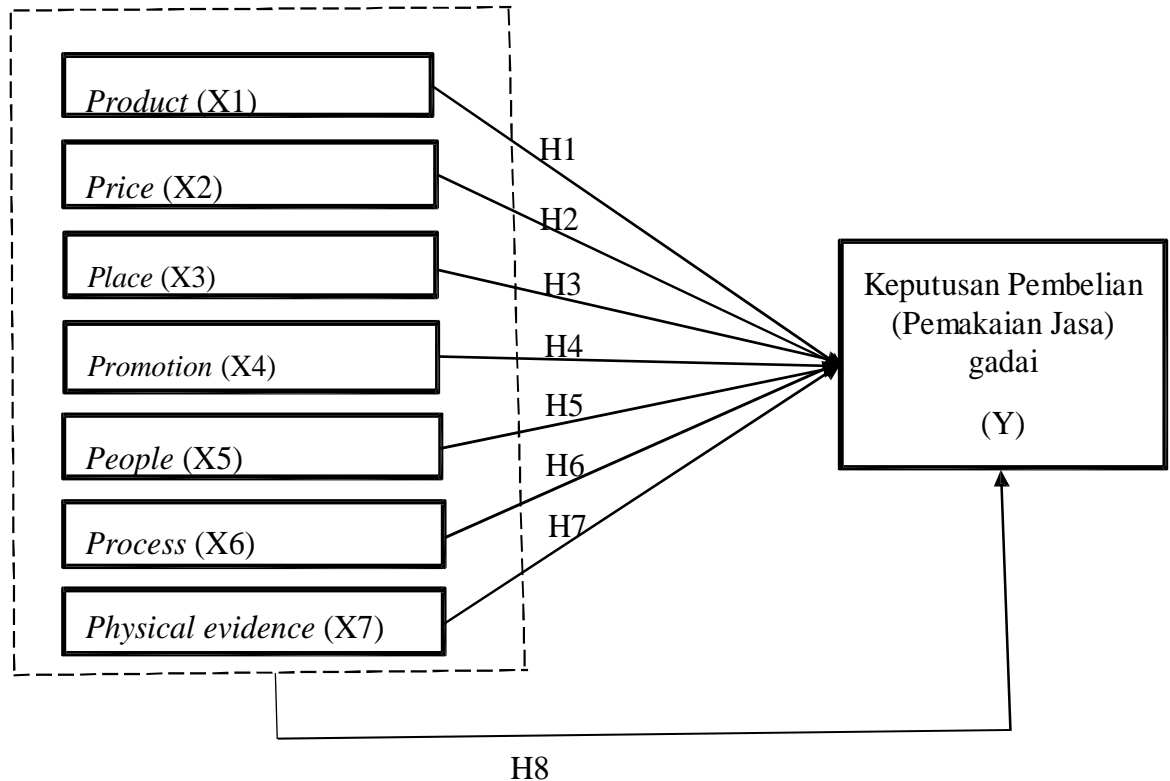 Product (X1)
Price (X2)
Place (X3)
Promotion (X4)
People (X5)
Process (X6)
Physical evidence (X7)
H1
H2
H3
H4
H5
H6
H7
Keputusan Pembelian
(Pemakaian Jasa)
gadai
(Y)
H8